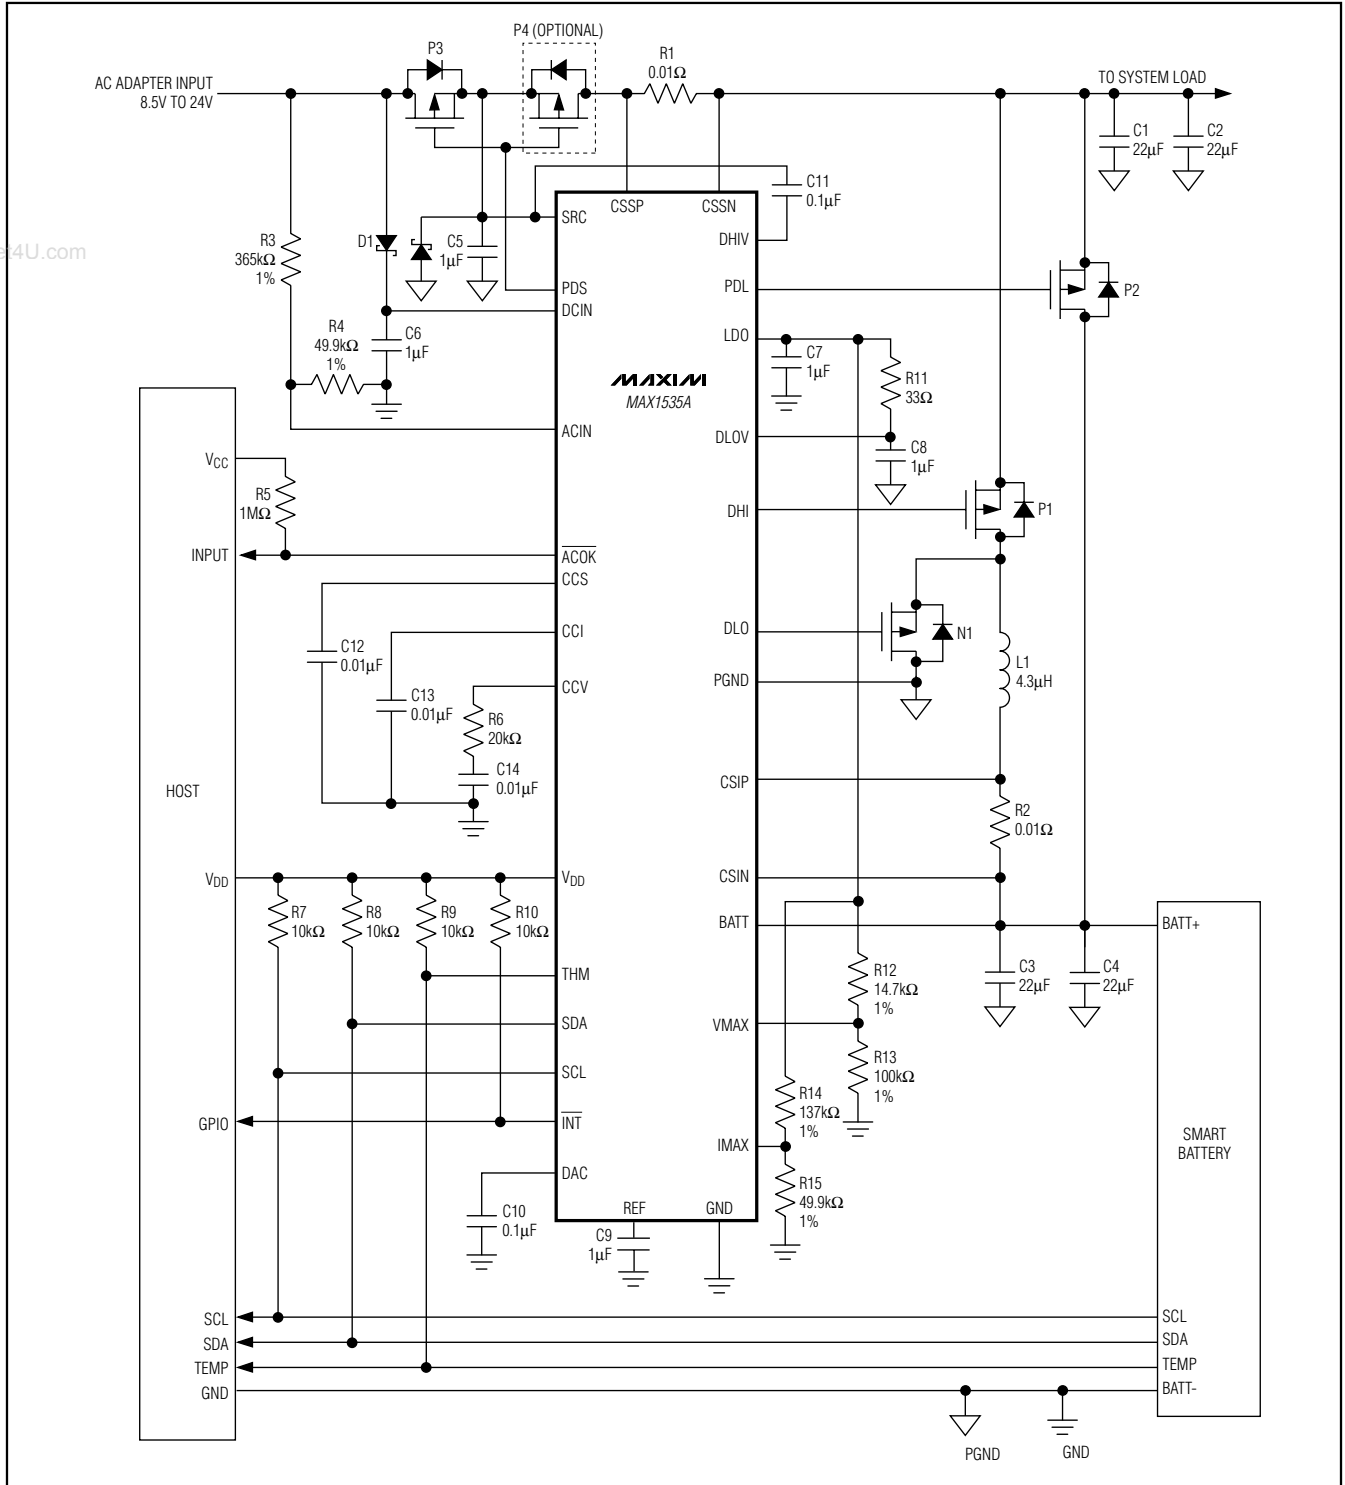 P4 (OPTIONAL)
P3
R1
0.01Ω
AC ADAPTER INPUT
8.5V TO 24V
TO SYSTEM LOAD
C1
22µF
C2
22µF
C11
0.1µF
CSSP
CSSN
SRC
DHIV
et4U.com
R3
365kΩ
1%
D1
C5
1µF
PDS
DCIN
PDL
P2
LDO
R4
49.9kΩ
1%
C6
1µF
C7
1µF
R11
33Ω
MAXIM
MAX1535A
ACIN
DLOV
C8
1µF
VCC
R5
1MΩ
DHI
P1
INPUT
ACOK
CCS
CCI
DLO
N1
C12
0.01µF
PGND
L1
4.3µH
CCV
C13
0.01µF
R6
20kΩ
C14
0.01µF
CSIP
HOST
R2
0.01Ω
VDD
VDD
CSIN
R7
10kΩ
R8
10kΩ
R9
10kΩ
R10
10kΩ
BATT
BATT+
THM
R12
14.7kΩ
1%
C3
22µF
C4
22µF
SDA
VMAX
SCL
R13
100kΩ
1%
R14
137kΩ
1%
GPIO
INT
IMAX
SMART
BATTERY
DAC
R15
49.9kΩ
1%
C10
0.1µF
REF
GND
C9
1µF
SCL
SCL
SDA
SDA
TEMP
TEMP
GND
BATT-
PGND
GND